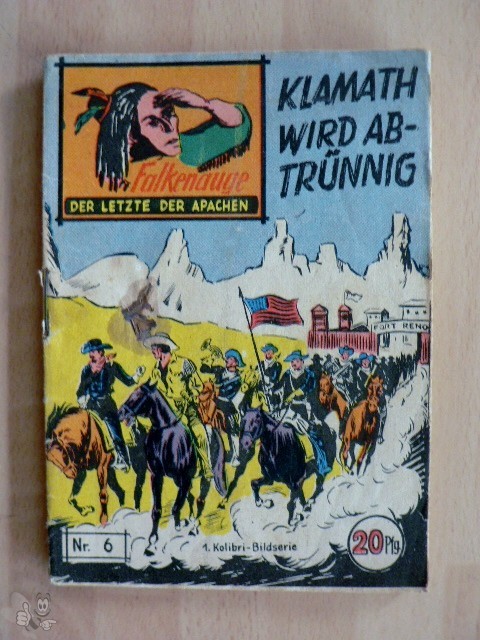 KLAMATH
WIRD AB-
TRÜNNIG
Falkenauge
DER LETZTE DER APACHEN
FORT RENO
Nr. 6
1. Kolibri-Bildserie
20 Pfg.